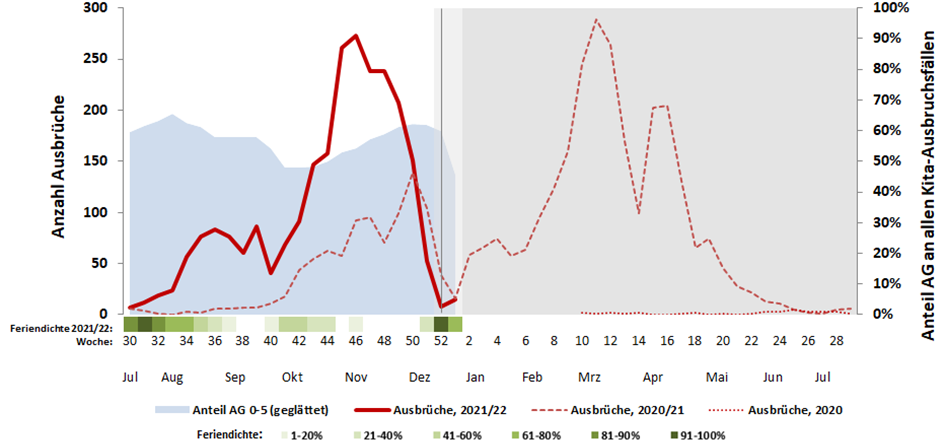 300 100%
90%
250
80%
70%
200
60%
150 50%
40%
100
30%
20%
50
10%
0 0%
Anzahl Ausbrüche
Anteil AG an allen Kita-Ausbruchsfällen
Feriendichte 2021/22:
Woche: 30 32 34 36 38 40 42 44 46 48 50 52 2 4 6 8 10 12 14 16 18 20 22 24 26 28
Jul Aug Sep Okt Nov Dez Jan Feb Mrz Apr Mai Jun Jul
Anteil AG 0-5 (geglättet) Ausbrüche, 2021/22 Ausbrüche, 2020/21 Ausbrüche, 2020
Feriendichte: 1-20% 21-40% 41-60% 61-80% 81-90% 91-100%